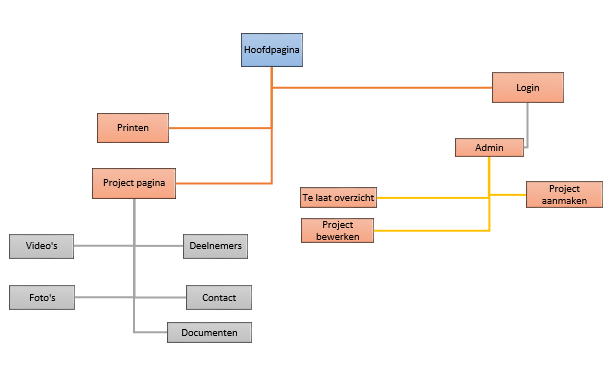 Hoofdpagina
Login
Printen
Admin
Project pagina
Te laat overzicht
Project
aanmaken
Project
bewerken
Video's
Deelnemers
Foto's
Contact
Documenten